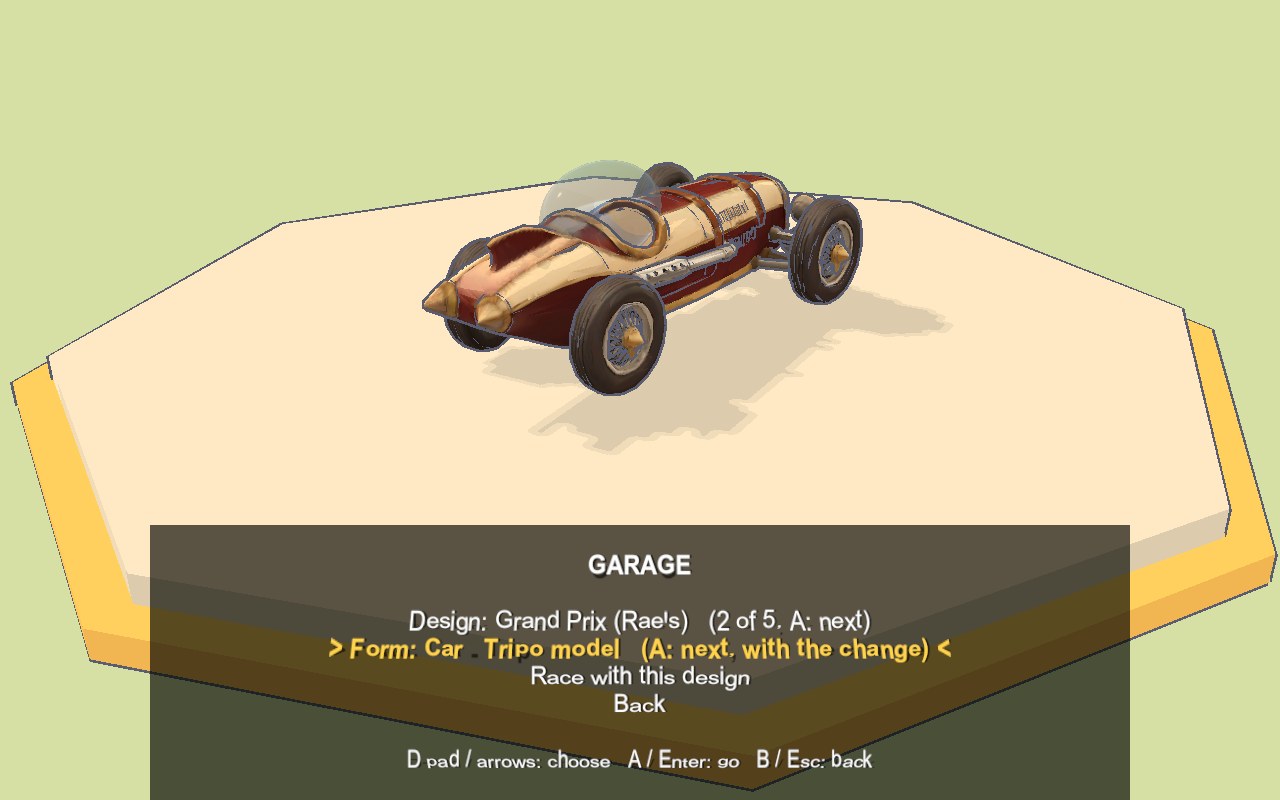 GARAGE
Design: Grand Prix (Rae's) (2 of 5. A: next)
> Form: Car - Tripo model (A: next, with the change) <
Race with this design
Back
D pad / arrows: choose A / Enter: go B / Esc: back